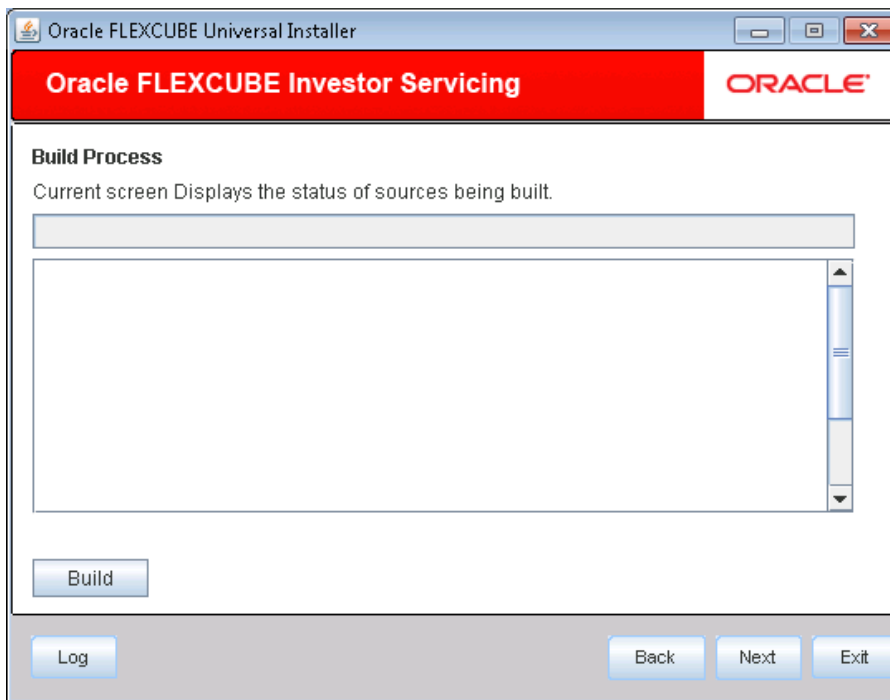 Oracle FLEXCUBE Universal Installer
Oracle FLEXCUBE Investor Servicing
ORACLE
Build Process
Current screen Displays the status of sources being built.
Build
Log
Back
Next
Exit